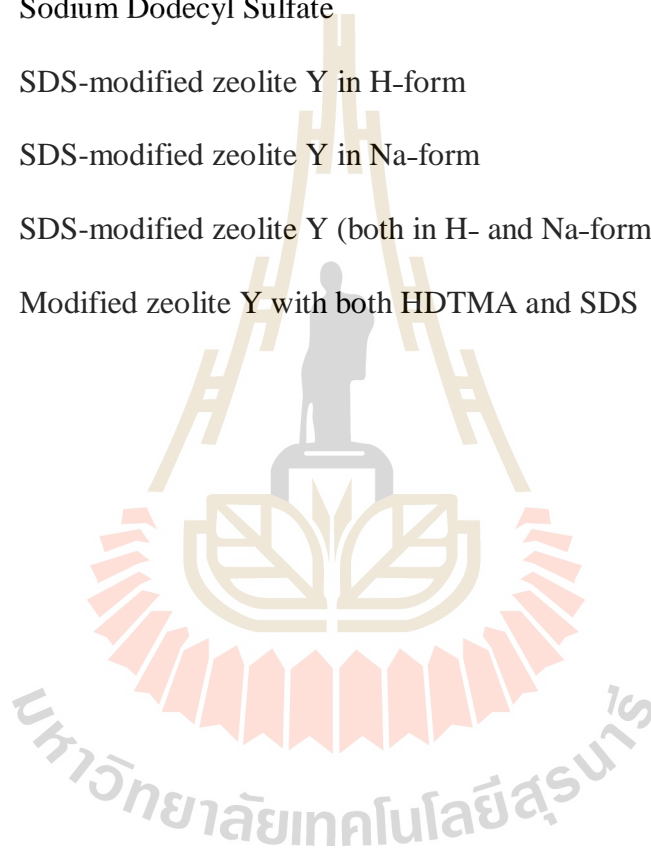 Sodium Dodecyl Sulfate
SDS-modified zeolite Y in H-form
SDS-modified zeolite Y in Na-form
SDS-modified zeolite Y (both in H- and Na-form
Modified zeolite Y with both HDTMA and SDS
มหาวิทยาลัยเทคโนโลยีสุรนารี